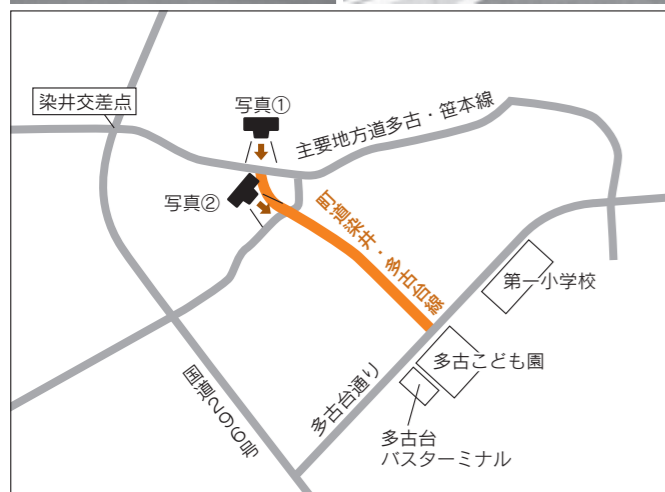 染井交差点
写真①
主要地方道多古・笹本線
写真②
町道染井・多古台線
第一小学校
多古こども園
多古台通り
国道296号
多古台
バスターミナル